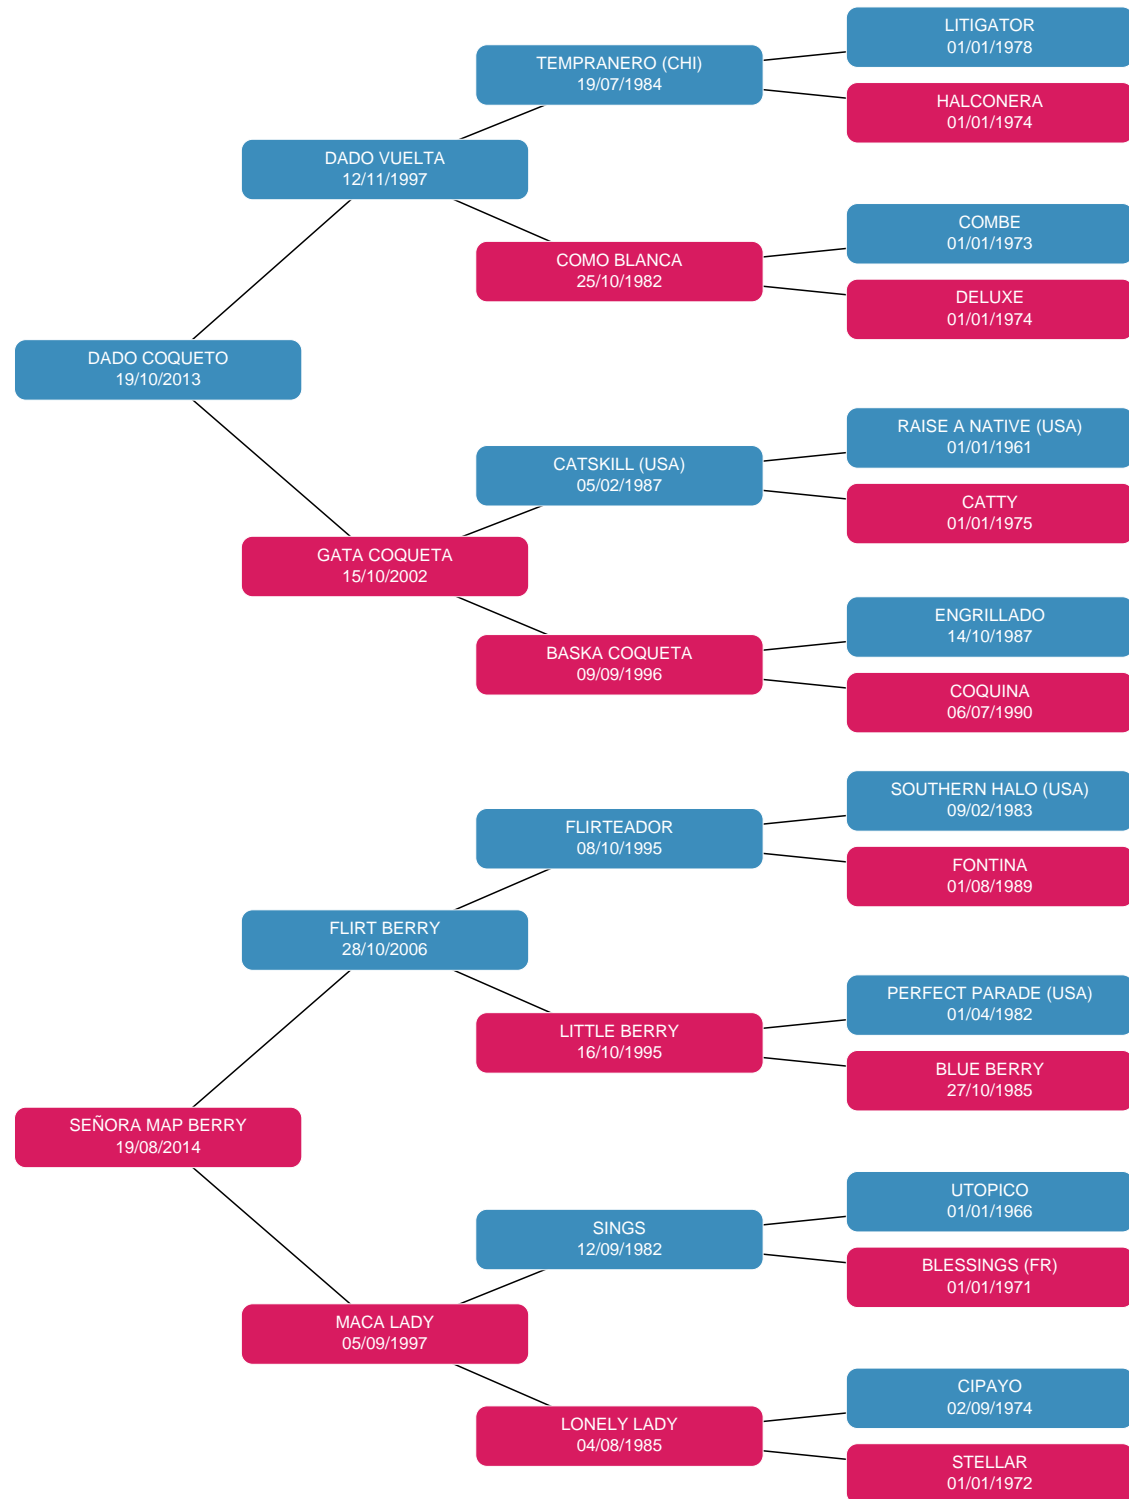 LITIGATOR
01/01/1978
TEMPRANERO (CHI)
19/07/1984
HALCONERA
01/01/1974
DADO VUELTA
12/11/1997
COMBE
01/01/1973
COMO BLANCA
25/10/1982
DELUXE
01/01/1974
DADO COQUETO
19/10/2013
RAISE A NATIVE (USA)
01/01/1961
CATSKILL (USA)
05/02/1987
CATTY
01/01/1975
GATA COQUETA
15/10/2002
ENGRILLADO
14/10/1987
BASKA COQUETA
09/09/1996
COQUINA
06/07/1990
SOUTHERN HALO (USA)
09/02/1983
FLIRTEADOR
08/10/1995
FONTINA
01/08/1989
FLIRT BERRY
28/10/2006
PERFECT PARADE (USA)
01/04/1982
LITTLE BERRY
16/10/1995
BLUE BERRY
27/10/1985
SEÑORA MAP BERRY
19/08/2014
UTOPICO
01/01/1966
SINGS
12/09/1982
BLESSINGS (FR)
01/01/1971
MACA LADY
05/09/1997
CIPAYO
02/09/1974
LONELY LADY
04/08/1985
STELLAR
01/01/1972